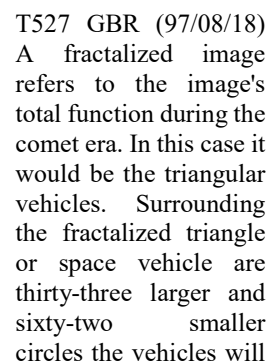 T527 GBR (97/08/18)
A fractalized image
refers to the image's
total function during the
comet era. In this case it
would be the triangular
vehicles. Surrounding
the fractalized triangle
or space vehicle are
thirty-three larger and
sixty-two smaller
circles the vehicles will